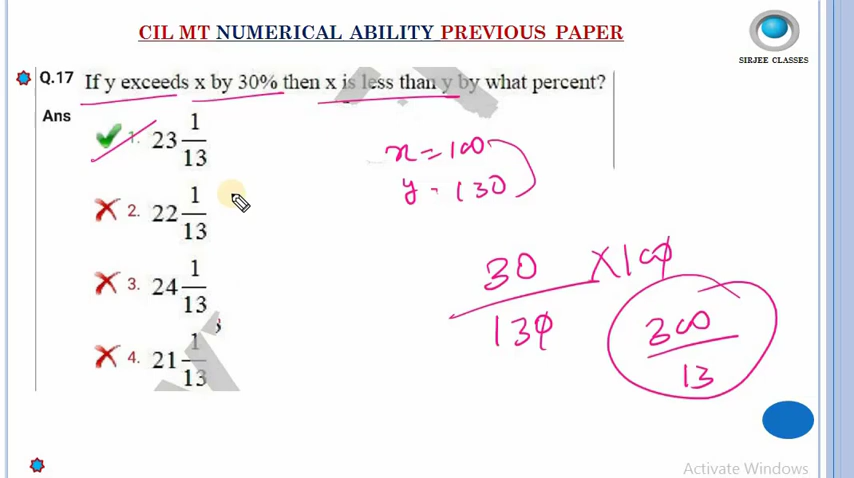 CIL MT NUMERICAL ABILITY PREVIOUS PAPER
SIRJEE CLASSES
Q.17 If y exceeds x by 30% then x is less than y by what percent?
Ans
1. 23 1/13
2. 22 1/13
3. 24 1/13
4. 21 1/13
x = 100
y = 130
30/130 × 100
300/13
Activate Windows